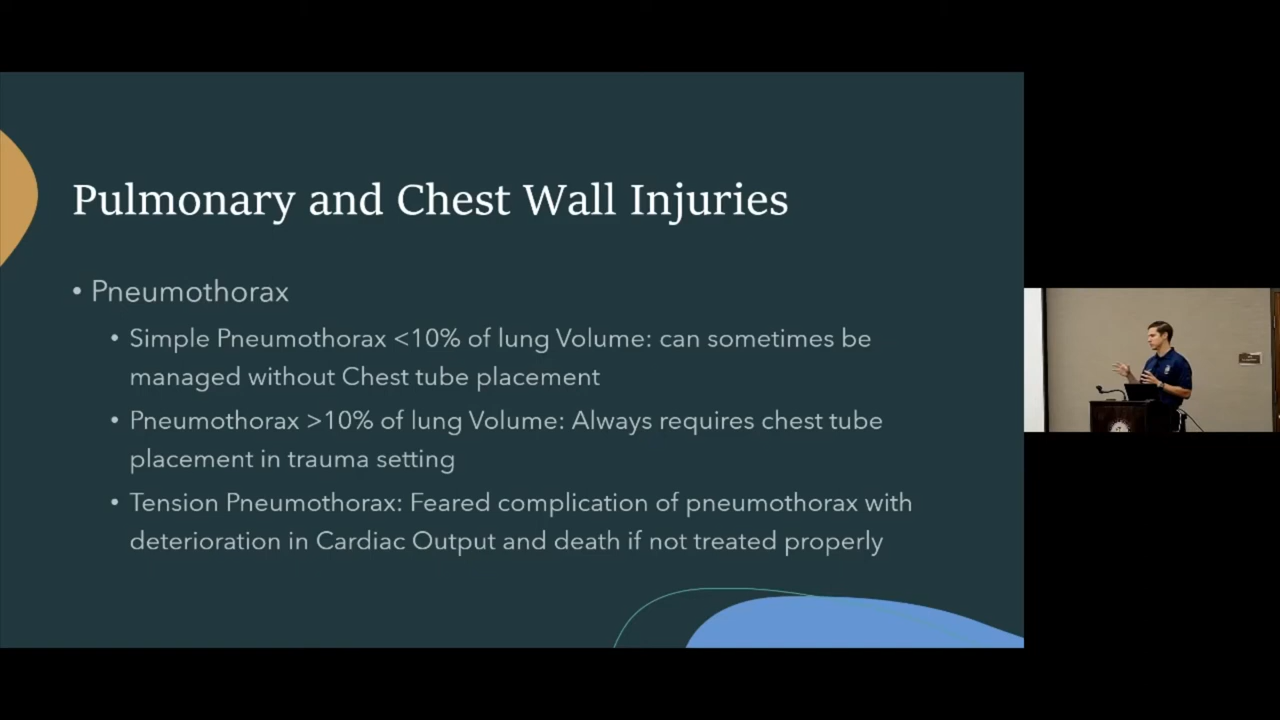 Pulmonary and Chest Wall Injuries
• Pneumothorax
• Simple Pneumothorax <10% of lung Volume: can sometimes be
managed without Chest tube placement
• Pneumothorax >10% of lung Volume: Always requires chest tube
placement in trauma setting
• Tension Pneumothorax: Feared complication of pneumothorax with
deterioration in Cardiac Output and death if not treated properly